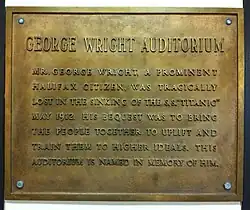 GEORGE WRIGHT AUDITORIUM
MR. GEORGE WRIGHT, A PROMINENT
HALIFAX CITIZEN, WAS TRAGICALLY
LOST IN THE SINKING OF THE S.S. "TITANIC"
MAY 1912. HIS BEQUEST WAS TO BRING
THE PEOPLE TOGETHER TO UPLIFT AND
TRAIN THEM TO HIGHER IDEALS. THIS
AUDITORIUM IS NAMED IN MEMORY OF HIM.